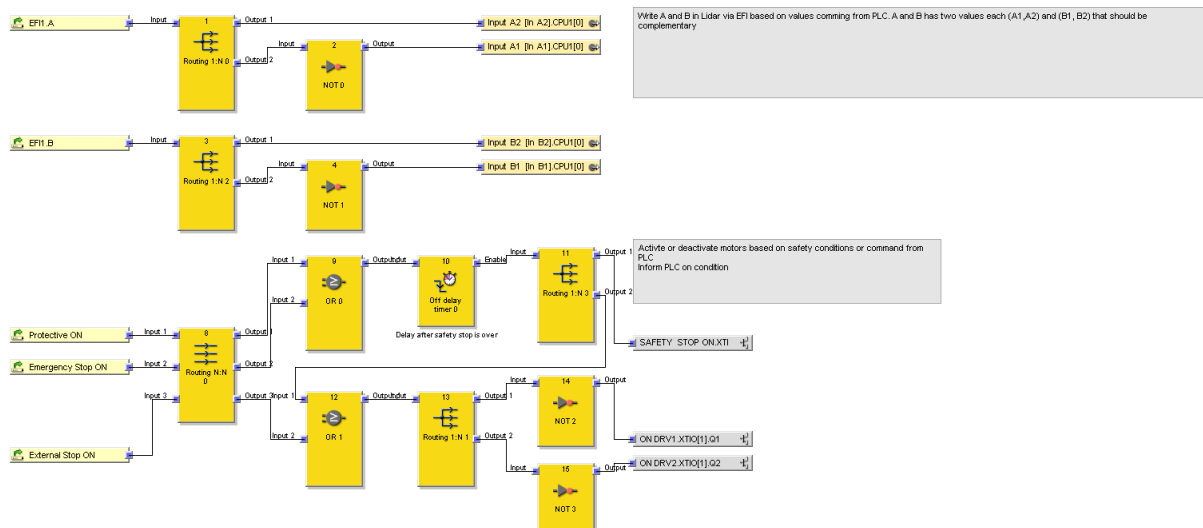 EFI1.A
Input
1
Routing 1:N 0
Output 1
Output 2
Input
2
NOT 0
Output
Input A2 [In A2].CPU1[0]
Input A1 [In A1].CPU1[0]
Write A and B in Lidar via EFI based on values comming from PLC. A and B has two values each (A1,A2) and (B1, B2) that should be
complementary
EFI1.B
Input
3
Routing 1:N 2
Output 1
Output 2
Input
4
NOT 1
Output
Input B2 [In B2].CPU1[0]
Input B1 [In B1].CPU1[0]
Activte or deactivate motors based on safety conditions or command from
PLC
Inform PLC on condition
Protective ON
Emergency Stop ON
External Stop ON
Input 1
Input 2
Input 3
8
Routing N:N
0
Output 1
Output 2
Output 3
Input 1
Input 2
9
OR 0
Output
Input
10
Off delay
timer 0
Enable
Delay after safety stop is over
Input
11
Routing 1:N 3
Output 1
Output 2
SAFETY STOP ON.XTI
Input 1
Input 2
12
OR 1
Output
Input
13
Routing 1:N 1
Output 1
Output 2
Input
14
NOT 2
Output
Input
15
NOT 3
Output
ON DRV1.XTIO[1].Q1
ON DRV2.XTIO[1].Q2